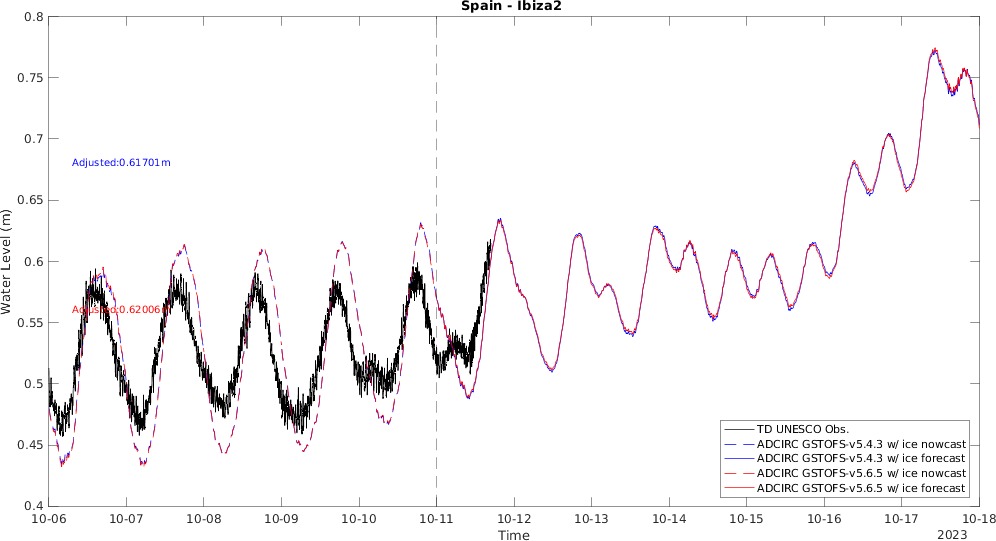 Spain - Ibiza2
0.8
0.75
0.7
0.65
0.6
0.55
0.5
0.45
0.4
Water Level (m)
Adjusted:0.61701m
Adjusted:0.62006m
TD UNESCO Obs.
ADCIRC GSTOFS-v5.4.3 w/ ice nowcast
ADCIRC GSTOFS-v5.4.3 w/ ice forecast
ADCIRC GSTOFS-v5.6.5 w/ ice nowcast
ADCIRC GSTOFS-v5.6.5 w/ ice forecast
10-06 10-07 10-08 10-09 10-10 10-11 10-12 10-13 10-14 10-15 10-16 10-17 10-18
Time
2023